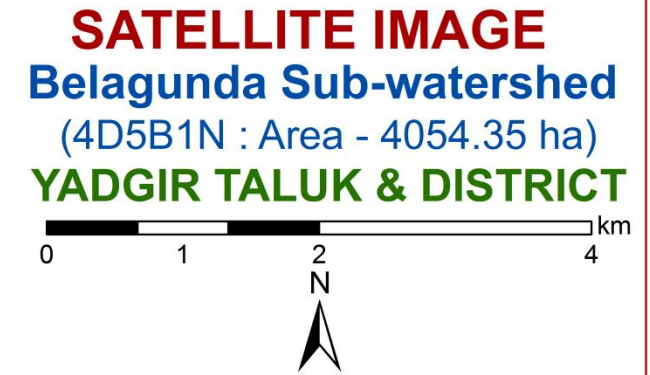 SATELLITE IMAGE
Belagunda Sub-watershed
(4D5B1N : Area - 4054.35 ha)
YADGIR TALUK & DISTRICT
km
0 1 2 4
N